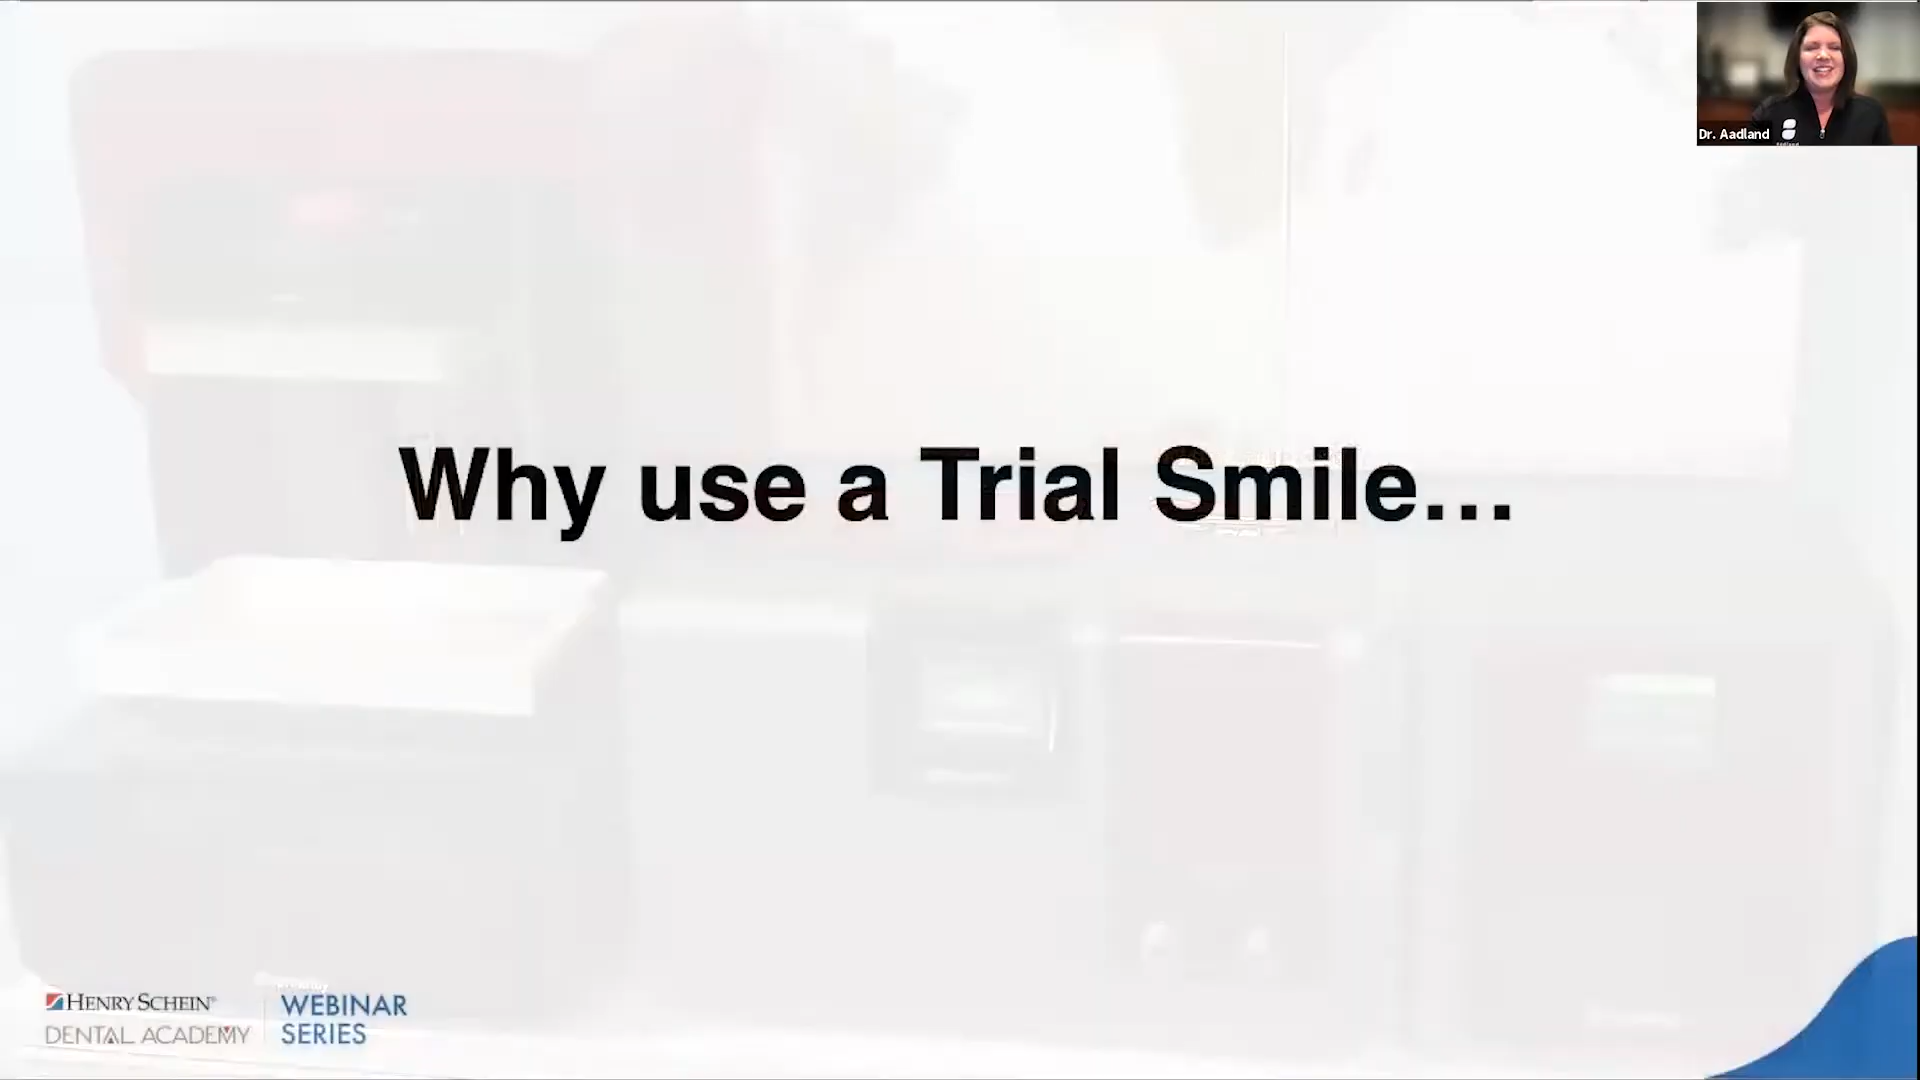 Dr. Aadland
Why use a Trial Smile...
HENRY SCHEIN®
DENTAL ACADEMY
WEBINAR
SERIES